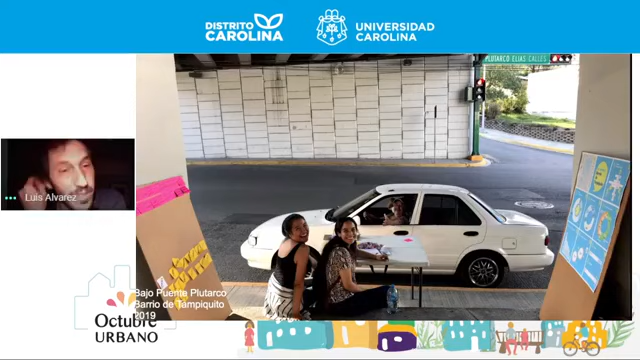 DISTRITO
CAROLINA
UNIVERSIDAD
CAROLINA
PLUTARCO ELIAS CALLES
Luis Alvarez
Bajo Puente Plutarco
Barrio de Tampiquito
2019
Octubre
URBANO